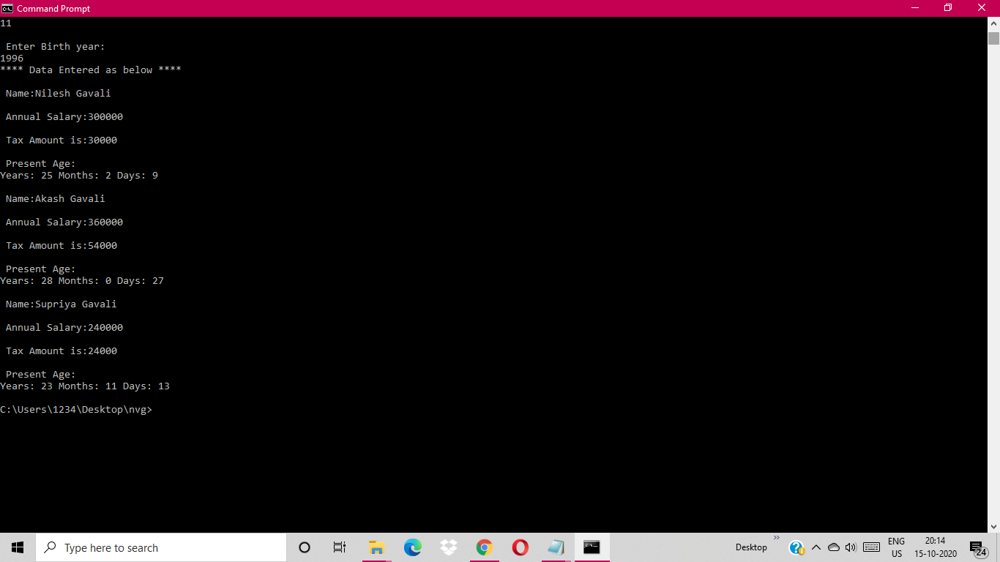 Command Prompt
11
Enter Birth year:
1996
**** Data Entered as below ****
Name:Nilesh Gavali
Annual Salary:300000
Tax Amount is:30000
Present Age:
Years: 25 Months: 2 Days: 9
Name:Akash Gavali
Annual Salary:360000
Tax Amount is:54000
Present Age:
Years: 28 Months: 0 Days: 27
Name:Supriya Gavali
Annual Salary:240000
Tax Amount is:24000
Present Age:
Years: 23 Months: 11 Days: 13
C:\Users\1234\Desktop\nvg>
Type here to search
Desktop
ENG
US
20:14
15-10-2020
24